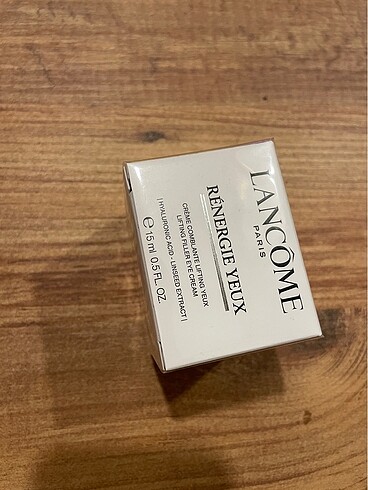 LANCÔME
PARIS
RÉNERGIE YEUX
CRÈME COMBLANTE LIFTING YEUX
LIFTING FILLER EYE CREAM
| HYALURONIC ACID - LINSEED EXTRACT |
℮ 15 ml 0.5 FL. OZ.